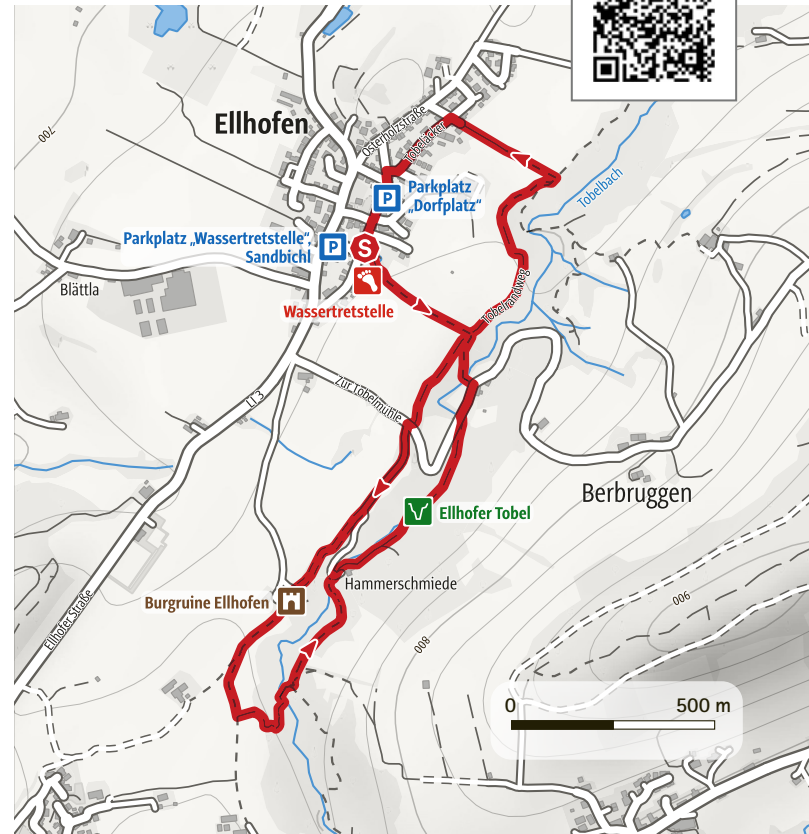 700
Ellhofen
Osterholzstraße
Tobeläcker
P
Parkplatz
„Dorfplatz“
Tobelbach
Parkplatz „Wassertretstelle“,
Sandbichl
P
S
Blättla
Wassertretstelle
Tobelrandweg
Zur Tobelmühle
L13
Berbruggen
Ellhofer Tobel
Hammerschmiede
Burgruine Ellhofen
Ellhofer Straße
900
800
0 500 m